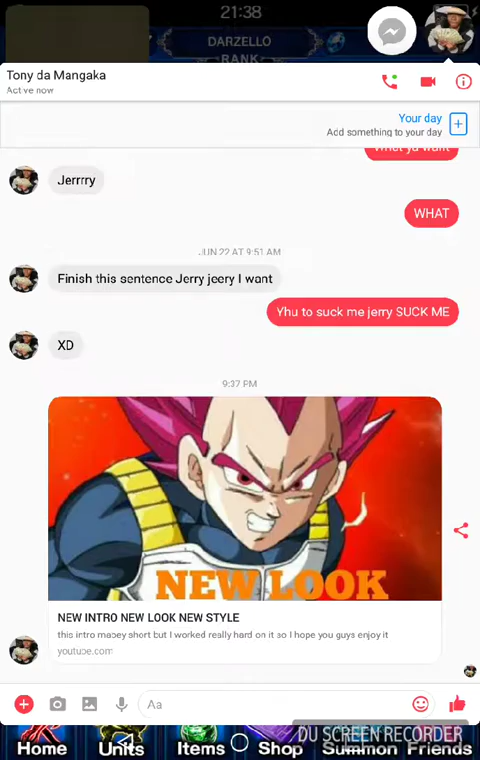 21:38
DARZELLO
RANK
Tony da Mangaka
Active now
Your day
Add something to your day
What ya want
Jerrrry
WHAT
JUN 22 AT 9:51 AM
Finish this sentence Jerry jeery I want
Yhu to suck me jerry SUCK ME
XD
9:37 PM
NEW LOOK
NEW INTRO NEW LOOK NEW STYLE
this intro mabey short but I worked really hard on it so I hope you guys enjoy it
youtube.com
Aa
DU SCREEN RECORDER
Home Units Items Shop Summon Friends